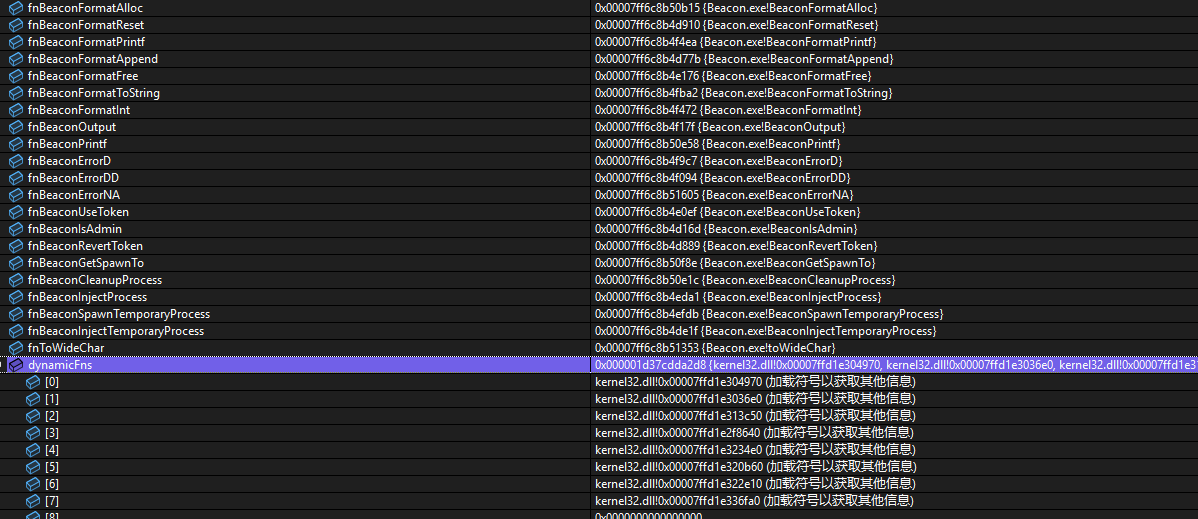 fnBeaconFormatAlloc 0x00007ff6c8b50b15 {Beacon.exe!BeaconFormatAlloc}
fnBeaconFormatReset 0x00007ff6c8b4d910 {Beacon.exe!BeaconFormatReset}
fnBeaconFormatPrintf 0x00007ff6c8b4f4ea {Beacon.exe!BeaconFormatPrintf}
fnBeaconFormatAppend 0x00007ff6c8b4d77b {Beacon.exe!BeaconFormatAppend}
fnBeaconFormatFree 0x00007ff6c8b4e176 {Beacon.exe!BeaconFormatFree}
fnBeaconFormatToString 0x00007ff6c8b4fba2 {Beacon.exe!BeaconFormatToString}
fnBeaconFormatInt 0x00007ff6c8b4f472 {Beacon.exe!BeaconFormatInt}
fnBeaconOutput 0x00007ff6c8b4f17f {Beacon.exe!BeaconOutput}
fnBeaconPrintf 0x00007ff6c8b50e58 {Beacon.exe!BeaconPrintf}
fnBeaconErrorD 0x00007ff6c8b4f9c7 {Beacon.exe!BeaconErrorD}
fnBeaconErrorDD 0x00007ff6c8b4f094 {Beacon.exe!BeaconErrorDD}
fnBeaconErrorNA 0x00007ff6c8b51605 {Beacon.exe!BeaconErrorNA}
fnBeaconUseToken 0x00007ff6c8b4e0ef {Beacon.exe!BeaconUseToken}
fnBeaconIsAdmin 0x00007ff6c8b4d16d {Beacon.exe!BeaconIsAdmin}
fnBeaconRevertToken 0x00007ff6c8b4d889 {Beacon.exe!BeaconRevertToken}
fnBeaconGetSpawnTo 0x00007ff6c8b50f8e {Beacon.exe!BeaconGetSpawnTo}
fnBeaconCleanupProcess 0x00007ff6c8b50e1c {Beacon.exe!BeaconCleanupProcess}
fnBeaconInjectProcess 0x00007ff6c8b4eda1 {Beacon.exe!BeaconInjectProcess}
fnBeaconSpawnTemporaryProcess 0x00007ff6c8b4efdb {Beacon.exe!BeaconSpawnTemporaryProcess}
fnBeaconInjectTemporaryProcess 0x00007ff6c8b4de1f {Beacon.exe!BeaconInjectTemporaryProcess}
fnToWideChar 0x00007ff6c8b51353 {Beacon.exe!toWideChar}
dynamicFns 0x000001d37cdda2d8 {kernel32.dll!0x00007ffd1e304970, kernel32.dll!0x00007ffd1e3036e0, kernel32.dll!0x00007ffd1e31
[0] kernel32.dll!0x00007ffd1e304970 (加载符号以获取其他信息)
[1] kernel32.dll!0x00007ffd1e3036e0 (加载符号以获取其他信息)
[2] kernel32.dll!0x00007ffd1e313c50 (加载符号以获取其他信息)
[3] kernel32.dll!0x00007ffd1e2f8640 (加载符号以获取其他信息)
[4] kernel32.dll!0x00007ffd1e3234e0 (加载符号以获取其他信息)
[5] kernel32.dll!0x00007ffd1e320b60 (加载符号以获取其他信息)
[6] kernel32.dll!0x00007ffd1e322e10 (加载符号以获取其他信息)
[7] kernel32.dll!0x00007ffd1e336fa0 (加载符号以获取其他信息)
[8] 0x0000000000000000